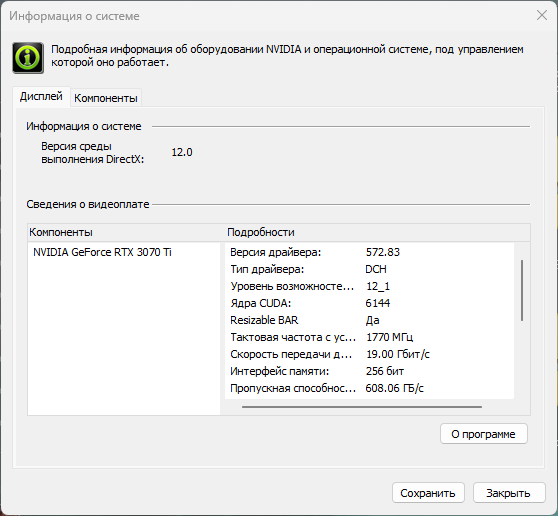 Информация о системе
Подробная информация об оборудовании NVIDIA и операционной системе, под управлением
которой оно работает.
Дисплей
Компоненты
Информация о системе
Версия среды
выполнения DirectX:
12.0
Сведения о видеоплате
Компоненты
Подробности
NVIDIA GeForce RTX 3070 Ti
Версия драйвера: 572.83
Тип драйвера: DCH
Уровень возможносте... 12_1
Ядра CUDA: 6144
Resizable BAR Да
Тактовая частота с ус... 1770 МГц
Скорость передачи д... 19.00 Гбит/с
Интерфейс памяти: 256 бит
Пропускная способнос... 608.06 ГБ/с
О программе
Сохранить
Закрыть